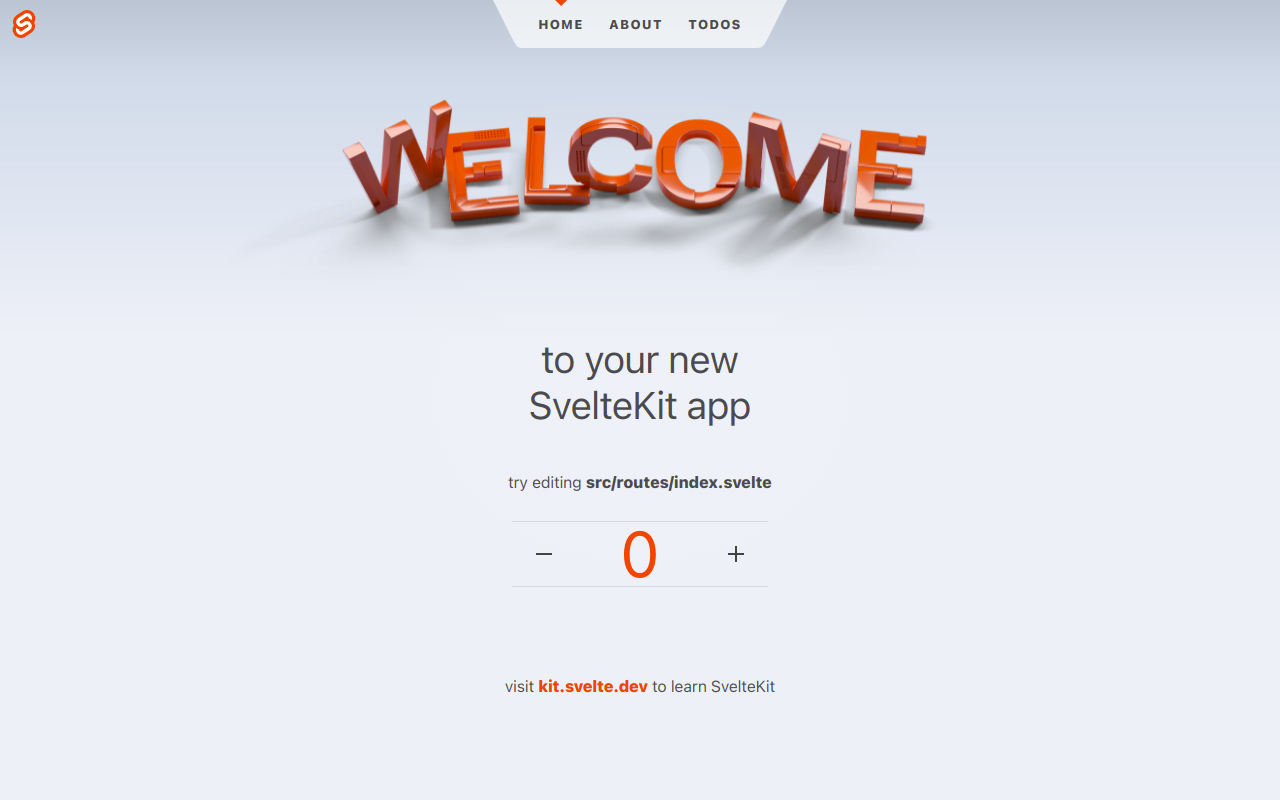 HOME ABOUT TODOS
WELCOME
to your new
SvelteKit app
try editing src/routes/index.svelte
− 0 +
visit kit.svelte.dev to learn SvelteKit